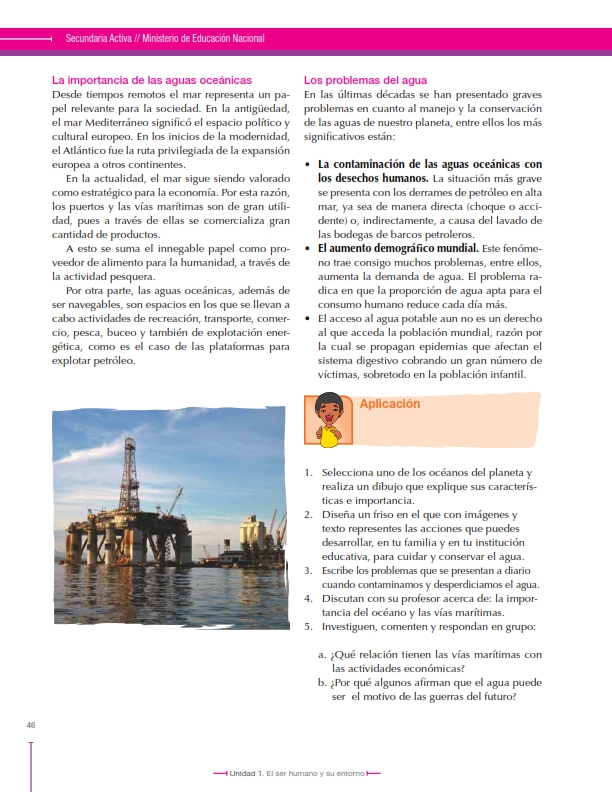 Secundaria Activa // Ministerio de Educación Nacional
La importancia de las aguas oceánicas
Desde tiempos remotos el mar representa un pa-
pel relevante para la sociedad. En la antigüedad,
el mar Mediterráneo significó el espacio político y
cultural europeo. En los inicios de la modernidad,
el Atlántico fue la ruta privilegiada de la expansión
europea a otros continentes.
En la actualidad, el mar sigue siendo valorado
como estratégico para la economía. Por esta razón,
los puertos y las vías marítimas son de gran utili-
dad, pues a través de ellas se comercializa gran
cantidad de productos.
A esto se suma el innegable papel como pro-
veedor de alimento para la humanidad, a través de
la actividad pesquera.
Por otra parte, las aguas oceánicas, además de
ser navegables, son espacios en los que se llevan a
cabo actividades de recreación, transporte, comer-
cio, pesca, buceo y también de explotación ener-
gética, como es el caso de las plataformas para
explotar petróleo.
Los problemas del agua
En las últimas décadas se han presentado graves
problemas en cuanto al manejo y la conservación
de las aguas de nuestro planeta, entre ellos los más
significativos están:
• La contaminación de las aguas oceánicas con
los desechos humanos. La situación más grave
se presenta con los derrames de petróleo en alta
mar, ya sea de manera directa (choque o acci-
dente) o, indirectamente, a causa del lavado de
las bodegas de barcos petroleros.
• El aumento demográfico mundial. Este fenóme-
no trae consigo muchos problemas, entre ellos,
aumenta la demanda de agua. El problema ra-
dica en que la proporción de agua apta para el
consumo humano reduce cada día más.
• El acceso al agua potable aun no es un derecho
al que acceda la población mundial, razón por
la cual se propagan epidemias que afectan el
sistema digestivo cobrando un gran número de
víctimas, sobretodo en la población infantil.
Aplicación
1. Selecciona uno de los océanos del planeta y
realiza un dibujo que explique sus caracterís-
ticas e importancia.
2. Diseña un friso en el que con imágenes y
texto representes las acciones que puedes
desarrollar, en tu familia y en tu institución
educativa, para cuidar y conservar el agua.
3. Escribe los problemas que se presentan a diario
cuando contaminamos y desperdiciamos el agua.
4. Discutan con su profesor acerca de: la impor-
tancia del océano y las vías marítimas.
5. Investiguen, comenten y respondan en grupo:
a. ¿Qué relación tienen las vías marítimas con
las actividades económicas?
b. ¿Por qué algunos afirman que el agua puede
ser el motivo de las guerras del futuro?
46
Unidad 1. El ser humano y su entorno